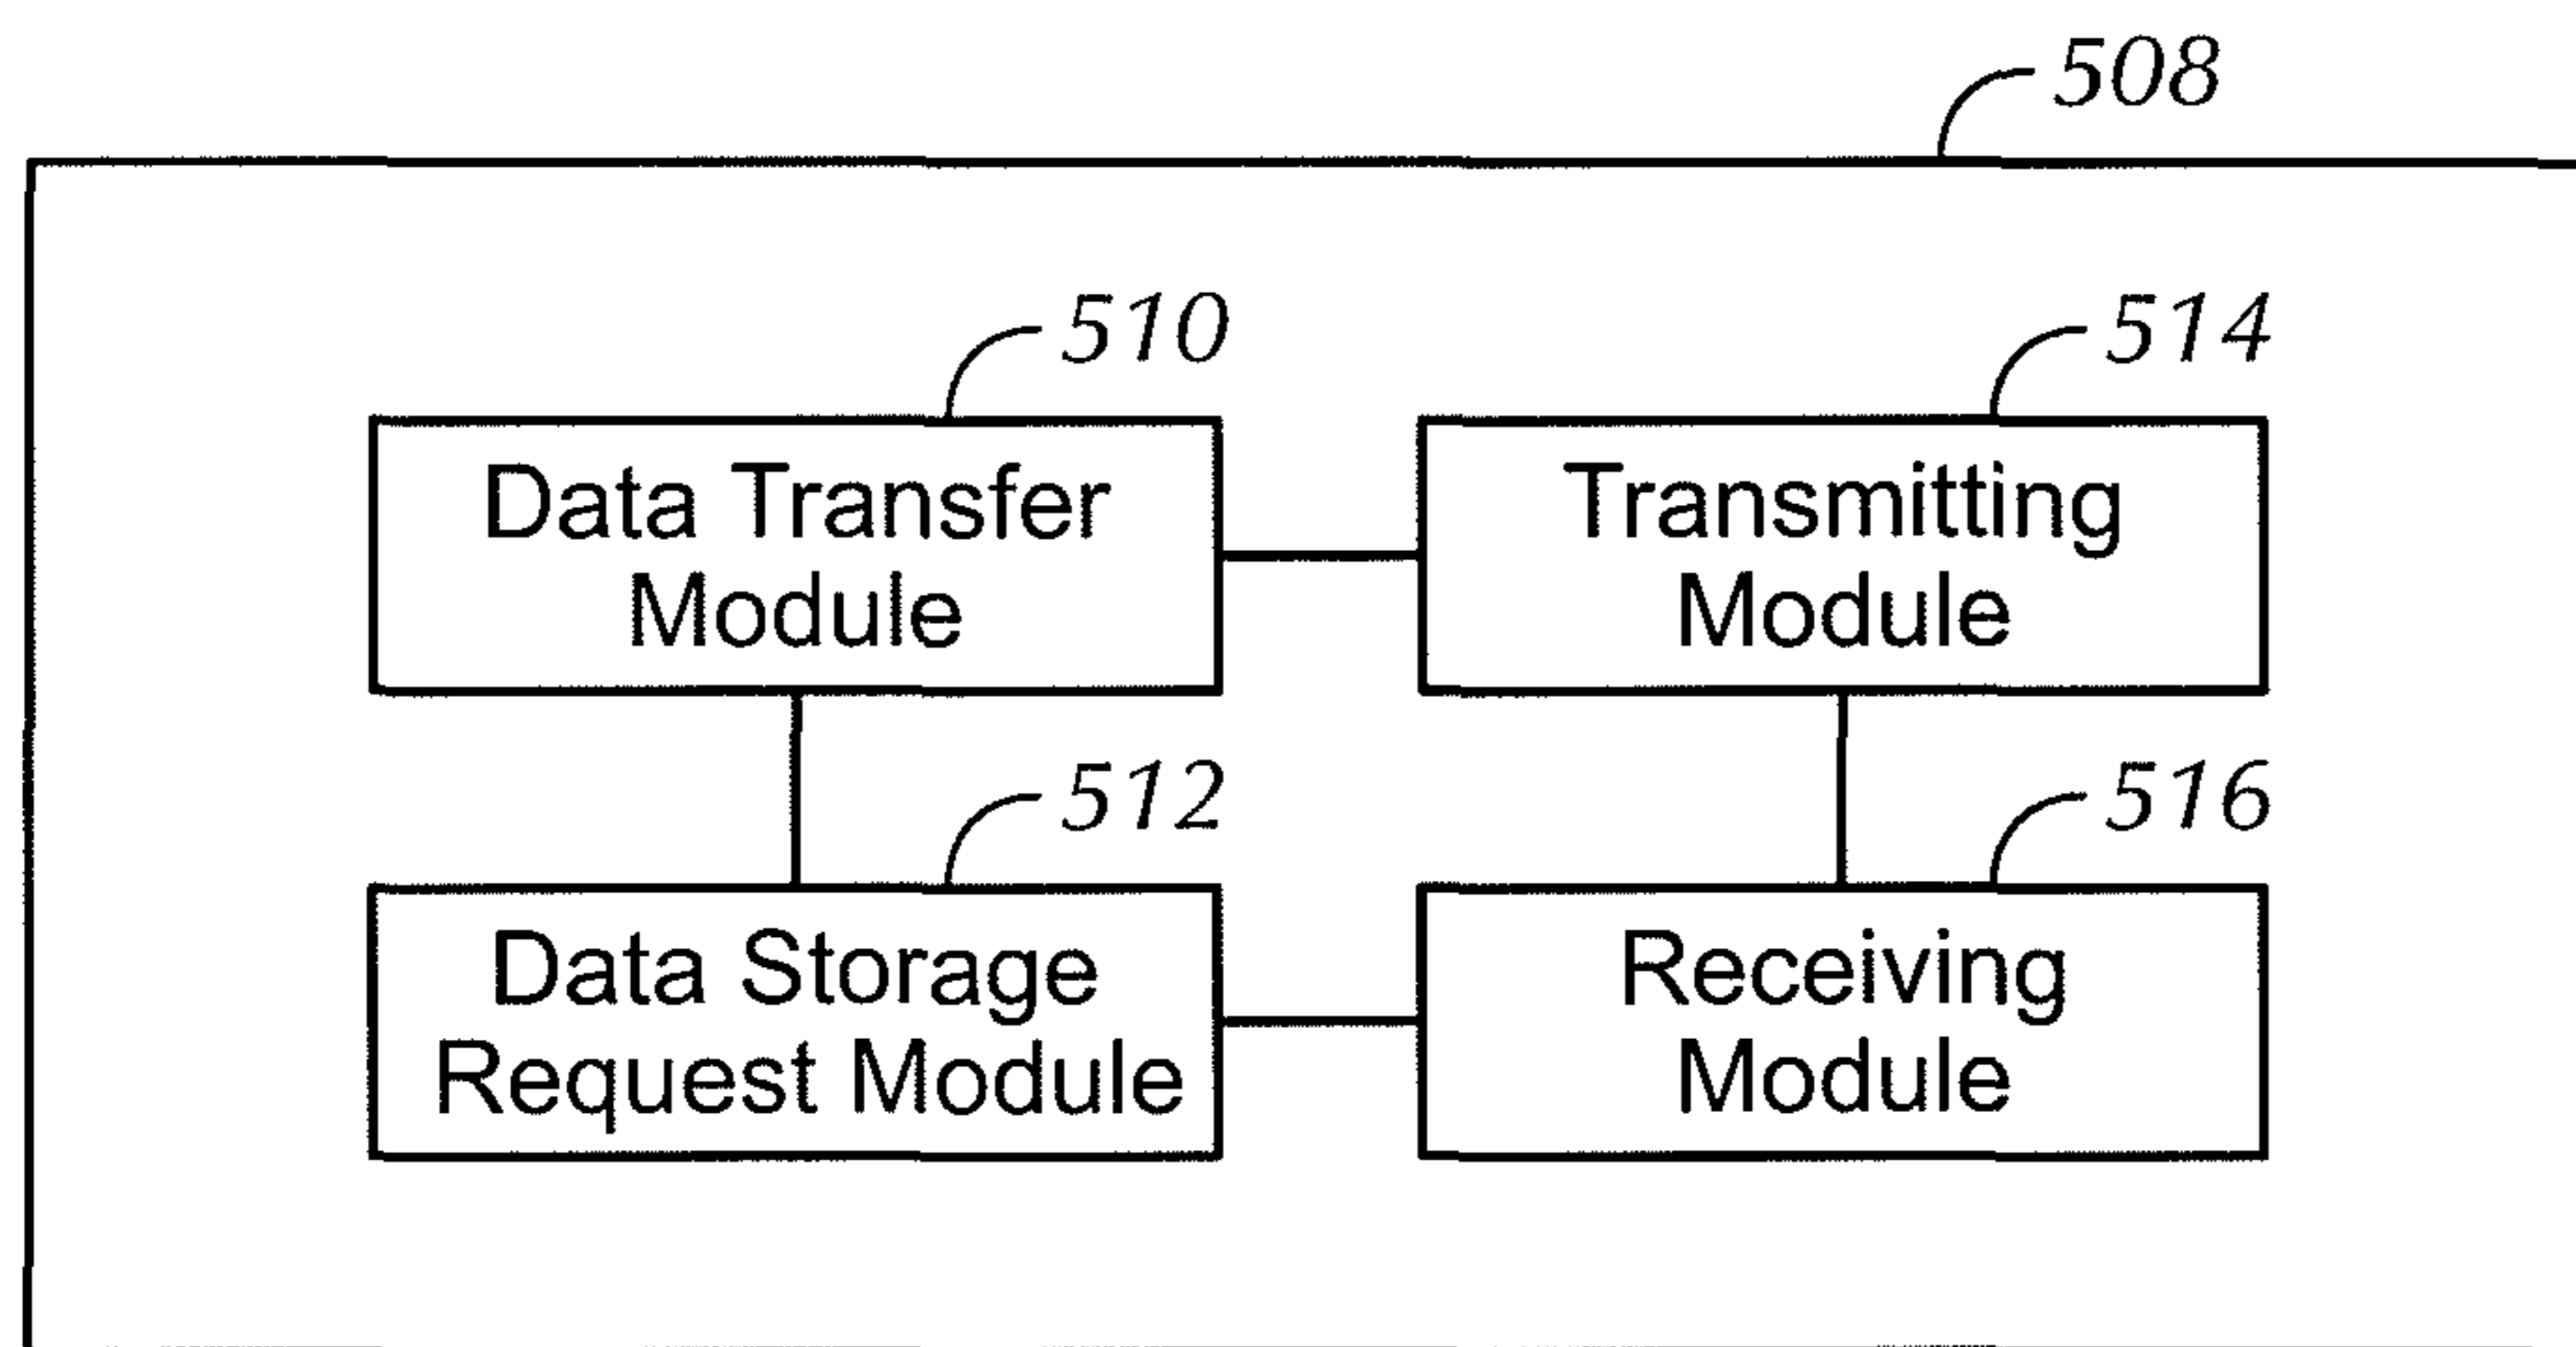 508
510
514
Data Transfer
Module
Transmitting
Module
512
516
Data Storage
Request Module
Receiving
Module